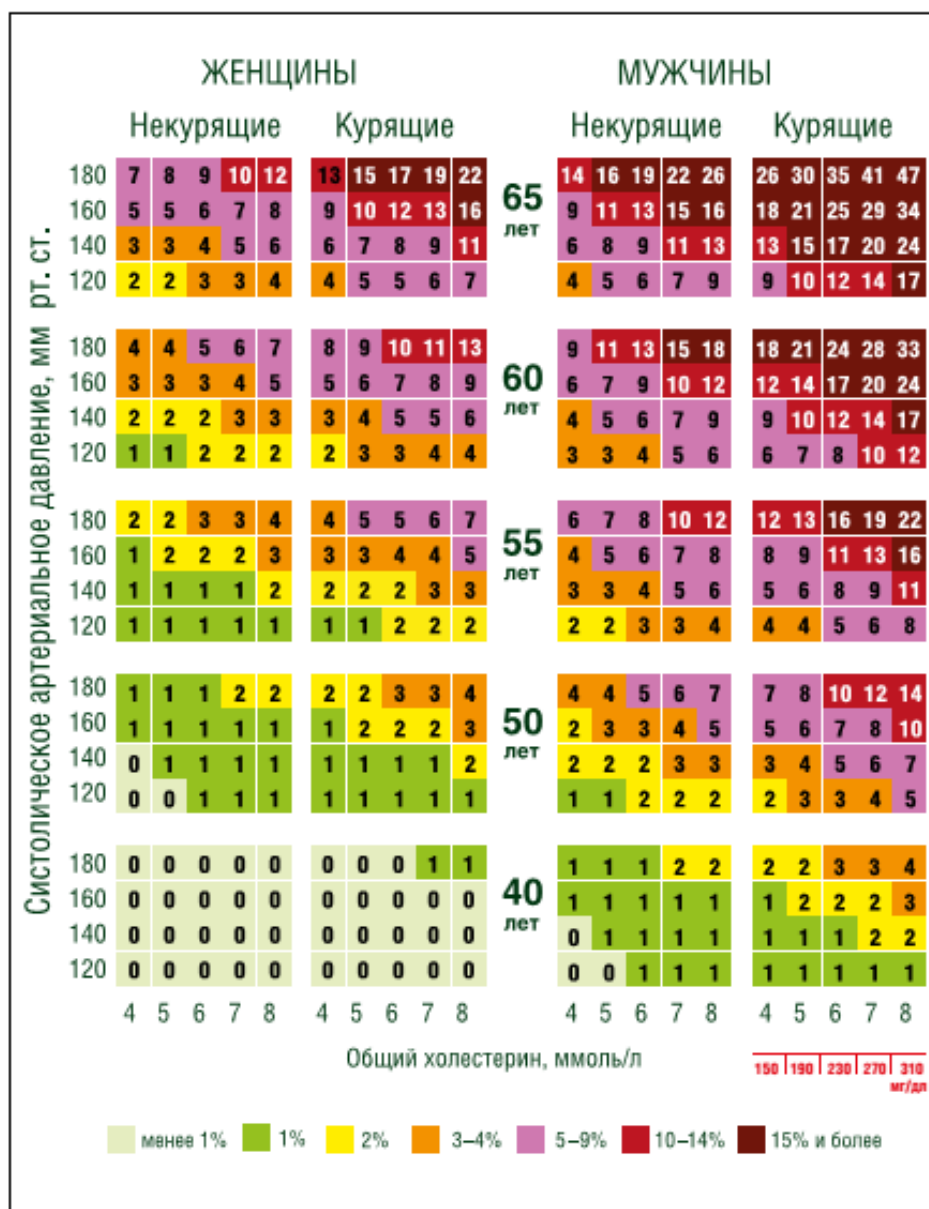 ЖЕНЩИНЫ МУЖЧИНЫ
Некурящие Курящие Некурящие Курящие
Систолическое артериальное давление, мм рт. ст.
180 7 8 9 10 12 13 15 17 19 22 14 16 19 22 26 26 30 35 41 47
160 5 5 6 7 8 9 10 12 13 16 65 9 11 13 15 16 18 21 25 29 34
140 3 3 4 5 6 6 7 8 9 11 лет 6 8 9 11 13 13 15 17 20 24
120 2 2 3 3 4 4 5 5 6 7 4 5 6 7 9 9 10 12 14 17
180 4 4 5 6 7 8 9 10 11 13 9 11 13 15 18 18 21 24 28 33
160 3 3 3 4 5 5 6 7 8 9 60 6 7 9 10 12 12 14 17 20 24
140 2 2 2 3 3 3 4 5 5 6 лет 4 5 6 7 9 9 10 12 14 17
120 1 1 2 2 2 2 3 3 4 4 3 3 4 5 6 6 7 8 10 12
180 2 2 3 3 4 4 5 5 6 7 6 7 8 10 12 12 13 16 19 22
160 1 2 2 2 3 3 3 4 4 5 55 4 5 6 7 8 8 9 11 13 16
140 1 1 1 1 2 2 2 2 3 3 лет 3 3 4 5 6 5 6 8 9 11
120 1 1 1 1 1 1 1 2 2 2 2 2 3 3 4 4 4 5 6 8
180 1 1 1 2 2 2 2 3 3 4 4 4 5 6 7 7 8 10 12 14
160 1 1 1 1 1 1 2 2 2 3 50 2 3 3 4 5 5 6 7 8 10
140 0 1 1 1 1 1 1 1 1 2 лет 2 2 2 3 3 3 4 5 6 7
120 0 0 1 1 1 1 1 1 1 1 1 1 2 2 2 2 3 3 4 5
180 0 0 0 0 0 0 0 0 1 1 1 1 1 2 2 2 2 3 3 4
160 0 0 0 0 0 0 0 0 0 0 40 1 1 1 1 1 1 2 2 2 3
140 0 0 0 0 0 0 0 0 0 0 лет 0 1 1 1 1 1 1 1 2 2
120 0 0 0 0 0 0 0 0 0 0 0 0 1 1 1 1 1 1 1 1
4 5 6 7 8 4 5 6 7 8 4 5 6 7 8 4 5 6 7 8
Общий холестерин, ммоль/л
150 190 230 270 310
мг/дл
менее 1% 1% 2% 3–4% 5–9% 10–14% 15% и более